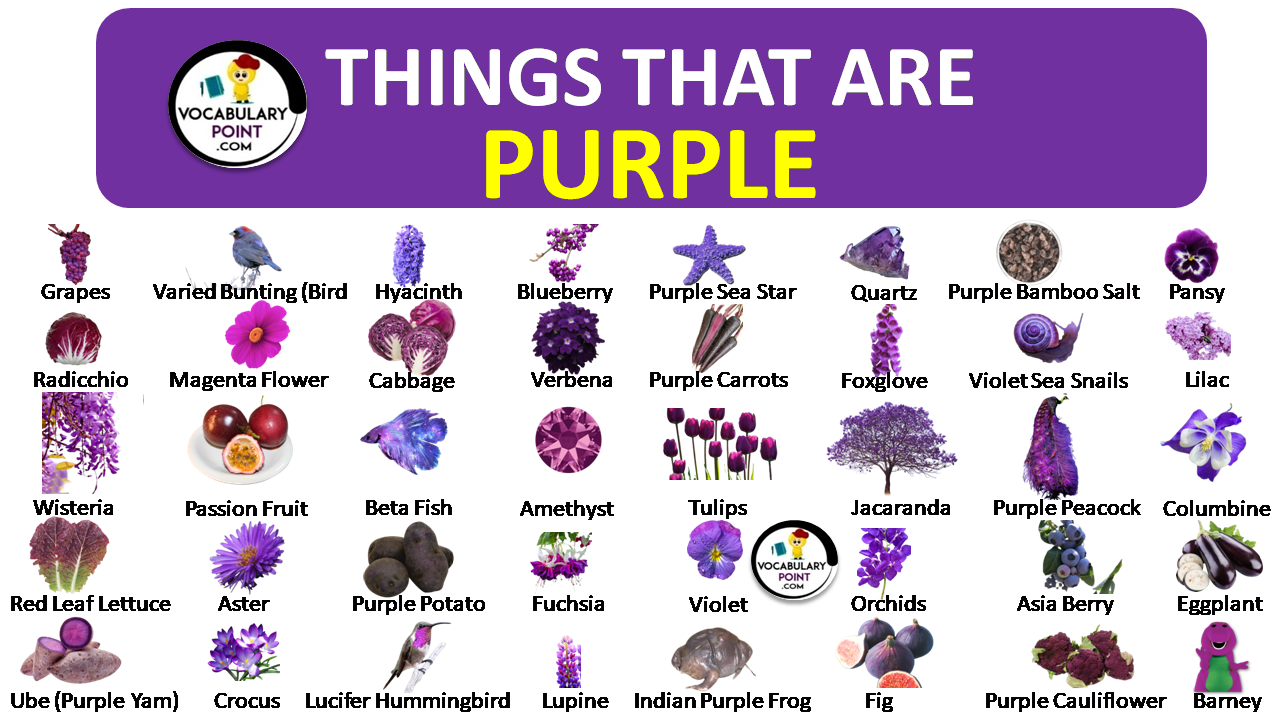 THINGS THAT ARE
PURPLE
VOCABULARY
POINT
.COM
Grapes Varied Bunting (Bird Hyacinth Blueberry Purple Sea Star Quartz Purple Bamboo Salt Pansy
Radicchio Magenta Flower Cabbage Verbena Purple Carrots Foxglove Violet Sea Snails Lilac
Wisteria Passion Fruit Beta Fish Amethyst Tulips Jacaranda Purple Peacock Columbine
VOCABULARY
POINT
.COM
Red Leaf Lettuce Aster Purple Potato Fuchsia Violet Orchids Asia Berry Eggplant
Ube (Purple Yam) Crocus Lucifer Hummingbird Lupine Indian Purple Frog Fig Purple Cauliflower Barney